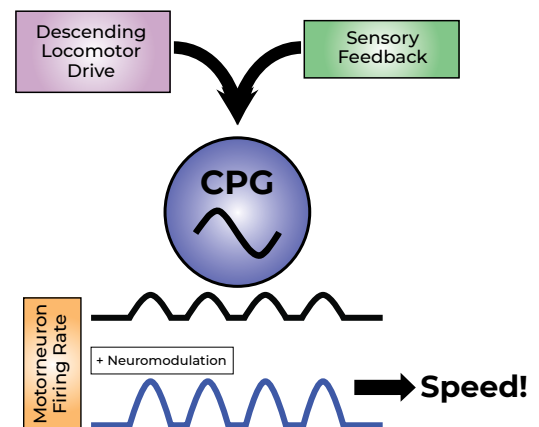 Descending
Locomotor
Drive
Sensory
Feedback
CPG
Motorneuron
Firing Rate
+ Neuromodulation
Speed!